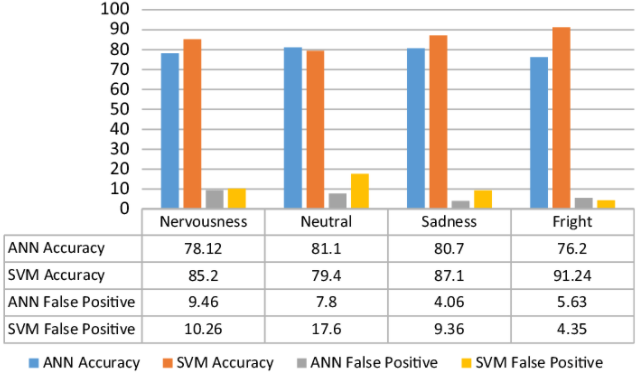 100
90
80
70
60
50
40
30
20
10
0
Nervousness Neutral Sadness Fright
ANN Accuracy 78.12 81.1 80.7 76.2
SVM Accuracy 85.2 79.4 87.1 91.24
ANN False Positive 9.46 7.8 4.06 5.63
SVM False Positive 10.26 17.6 9.36 4.35
ANN Accuracy SVM Accuracy ANN False Positive SVM False Positive